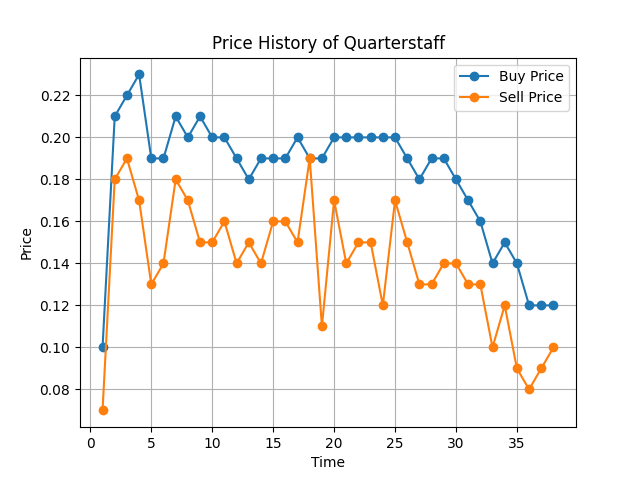 Price History of Quarterstaff
Buy Price
Sell Price
0.22
0.20
0.18
0.16
0.14
0.12
0.10
0.08
Price
0 5 10 15 20 25 30 35
Time